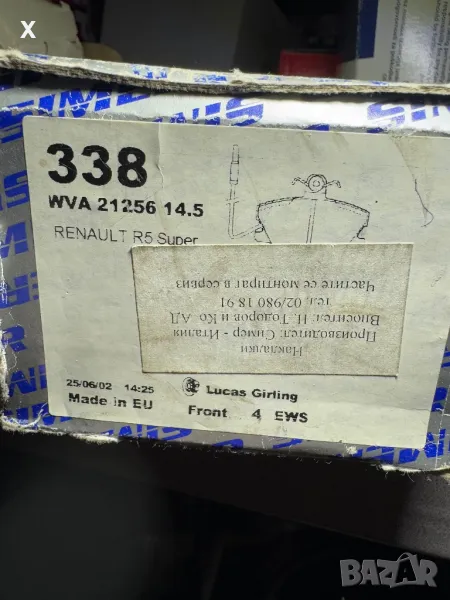 X
SIMER
338
WVA 21256 14.5
RENAULT R5 Super
Накладки
Производител: Симер - Италия
Вносител: Н. Тодоров и Ко АД
тел. 02/980 18 91
Частите се монтират в сервиз
25/06/02 14:25 Lucas Girling
Made in EU Front 4 EWS
BAZAR